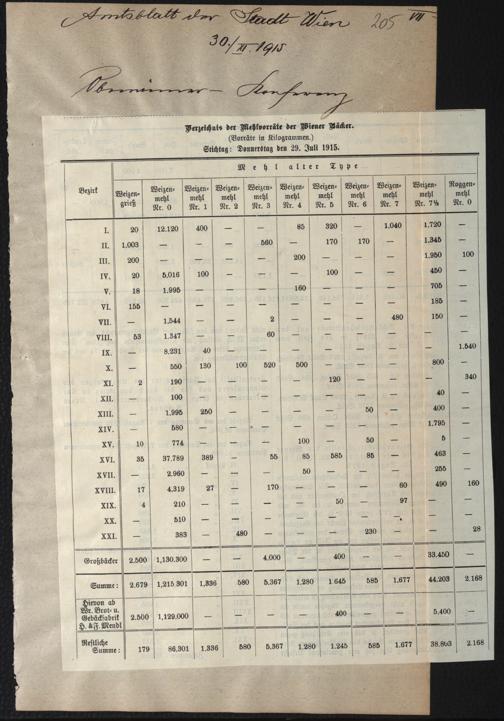 Amtsblatt der Stadt Wien 205 VII
30./XI. 1915
Obmänner - Konferenz
Verzeichnis der Mehlvorräte der Wiener Bäcker.
(Vorräte in Kilogrammen.)
Stichtag: Donnerstag den 29. Juli 1915.
Bezirk Mehl alter Type
Weizengrieß Weizenmehl Nr. 0 Weizenmehl Nr. 1 Weizenmehl Nr. 2 Weizenmehl Nr. 3 Weizenmehl Nr. 4 Weizenmehl Nr. 5 Weizenmehl Nr. 6 Weizenmehl Nr. 7 Weizenmehl Nr. 7½ Roggenmehl Nr. 0
I. 20 12.120 400 — — 85 320 — 1.040 1.720 —
II. 1,003 — — — 560 — 170 170 — 1.345 —
III. 200 — — — — 200 — — — 1.950 100
IV. 20 5,016 100 — — — 100 — — 450 —
V. 18 1.995 — — — 160 — — — 705 —
VI. 155 — — — — — — — — 185 —
VII. — 1,544 — — 2 — — — 480 150 —
VIII. 53 1.347 — — 60 — — — — — —
IX. — 8,231 40 — — — — — — — 1,540
X. — 550 130 100 520 500 — — — 800 —
XI. 2 190 — — — — 120 — — — 340
XII. — 100 — — — — — — — 40 —
XIII. — 1,995 250 — — — — 50 — 400 —
XIV. — 580 — — — — — — — 1.795 —
XV. 10 774 — — — 100 — 50 — 5 —
XVI. 35 37.789 389 — 55 85 585 85 — 463 —
XVII. — 2.960 — — — 50 — — — 255 —
XVIII. 17 4,319 27 — 170 — — — 60 490 160
XIX. 4 210 — — — — 50 — 97 — —
XX. — 510 — — — — — — — — —
XXI. — 383 — 480 — — — 230 — — 28
Großbäcker 2.500 1,130.300 — — 4.000 — 400 — — 33.450 —
Summe: 2.679 1,215 301 1,336 580 5,367 1.280 1 645 585 1.677 44,203 2.168
Hievon ab
Wr. Brot- u.
Gebäckfabrik
H. & F. Mendl 2.500 1,129.000 — — — — 400 — — 5,400 —
Restliche
Summe: 179 86,301 1.336 580 5,367 1.280 1.245 585 1.677 38.803 2.168